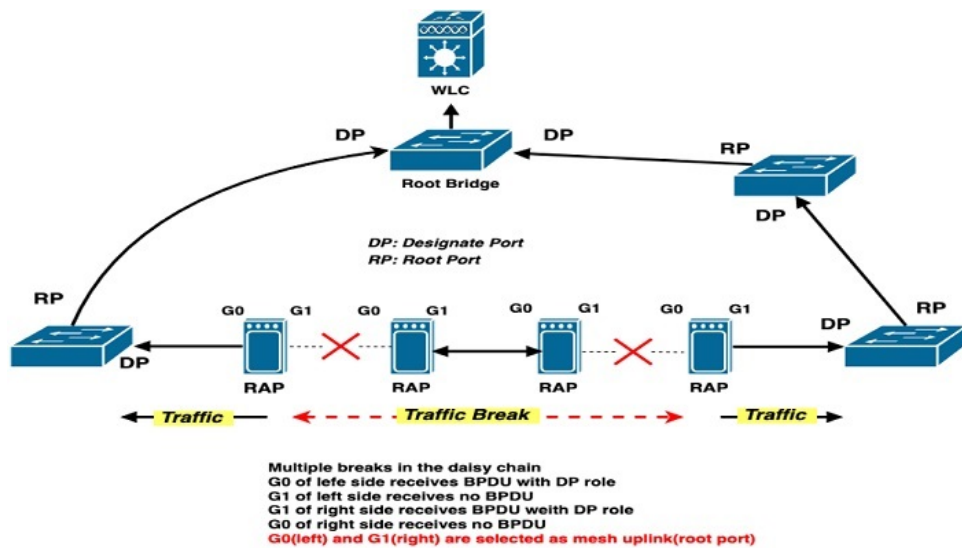 WLC
DP
DP
RP
Root Bridge
DP
DP: Designate Port
RP: Root Port
RP
RP
G0
G1
G0
G1
G0
G1
G0
G1
DP
DP
RAP
RAP
RAP
RAP
Traffic
Traffic Break
Traffic
Multiple breaks in the daisy chain
G0 of lefe side receives BPDU with DP role
G1 of left side receives no BPDU
G1 of right side receives BPDU weith DP role
G0 of right side receives no BPDU
G0(left) and G1(right) are selected as mesh uplink(root port)